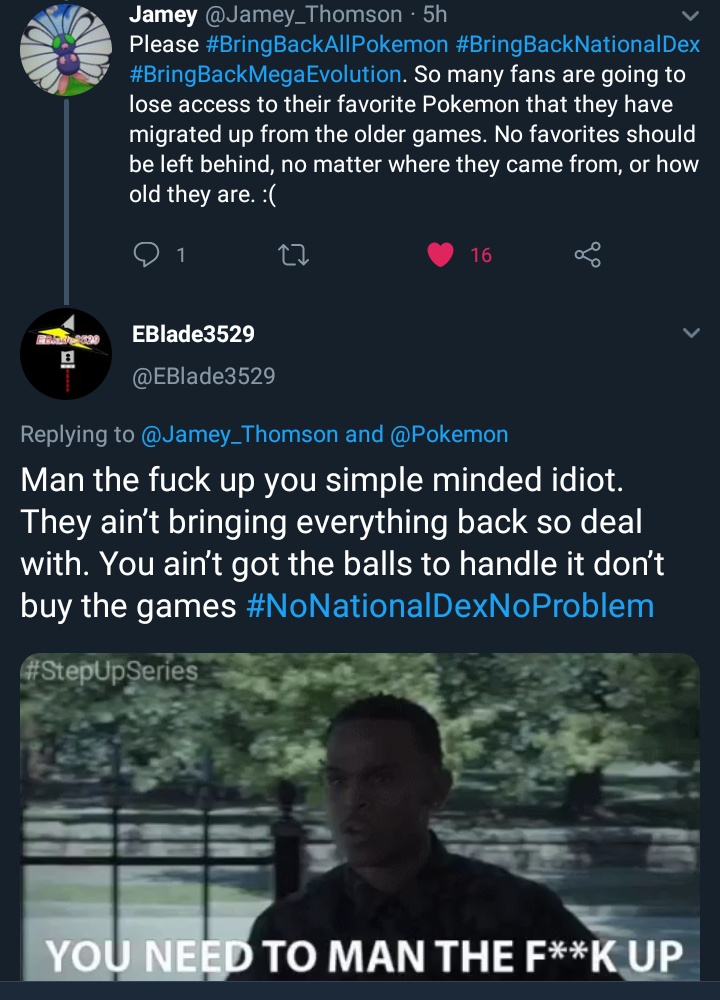 Jamey @Jamey_Thomson · 5h
Please #BringBackAllPokemon #BringBackNationalDex
#BringBackMegaEvolution. So many fans are going to
lose access to their favorite Pokemon that they have
migrated up from the older games. No favorites should
be left behind, no matter where they came from, or how
old they are. :(
1
16
EBlade3529
EBlade3529
@EBlade3529
Replying to @Jamey_Thomson and @Pokemon
Man the fuck up you simple minded idiot.
They ain’t bringing everything back so deal
with. You ain’t got the balls to handle it don’t
buy the games #NoNationalDexNoProblem
#StepUpSeries
YOU NEED TO MAN THE F**K UP